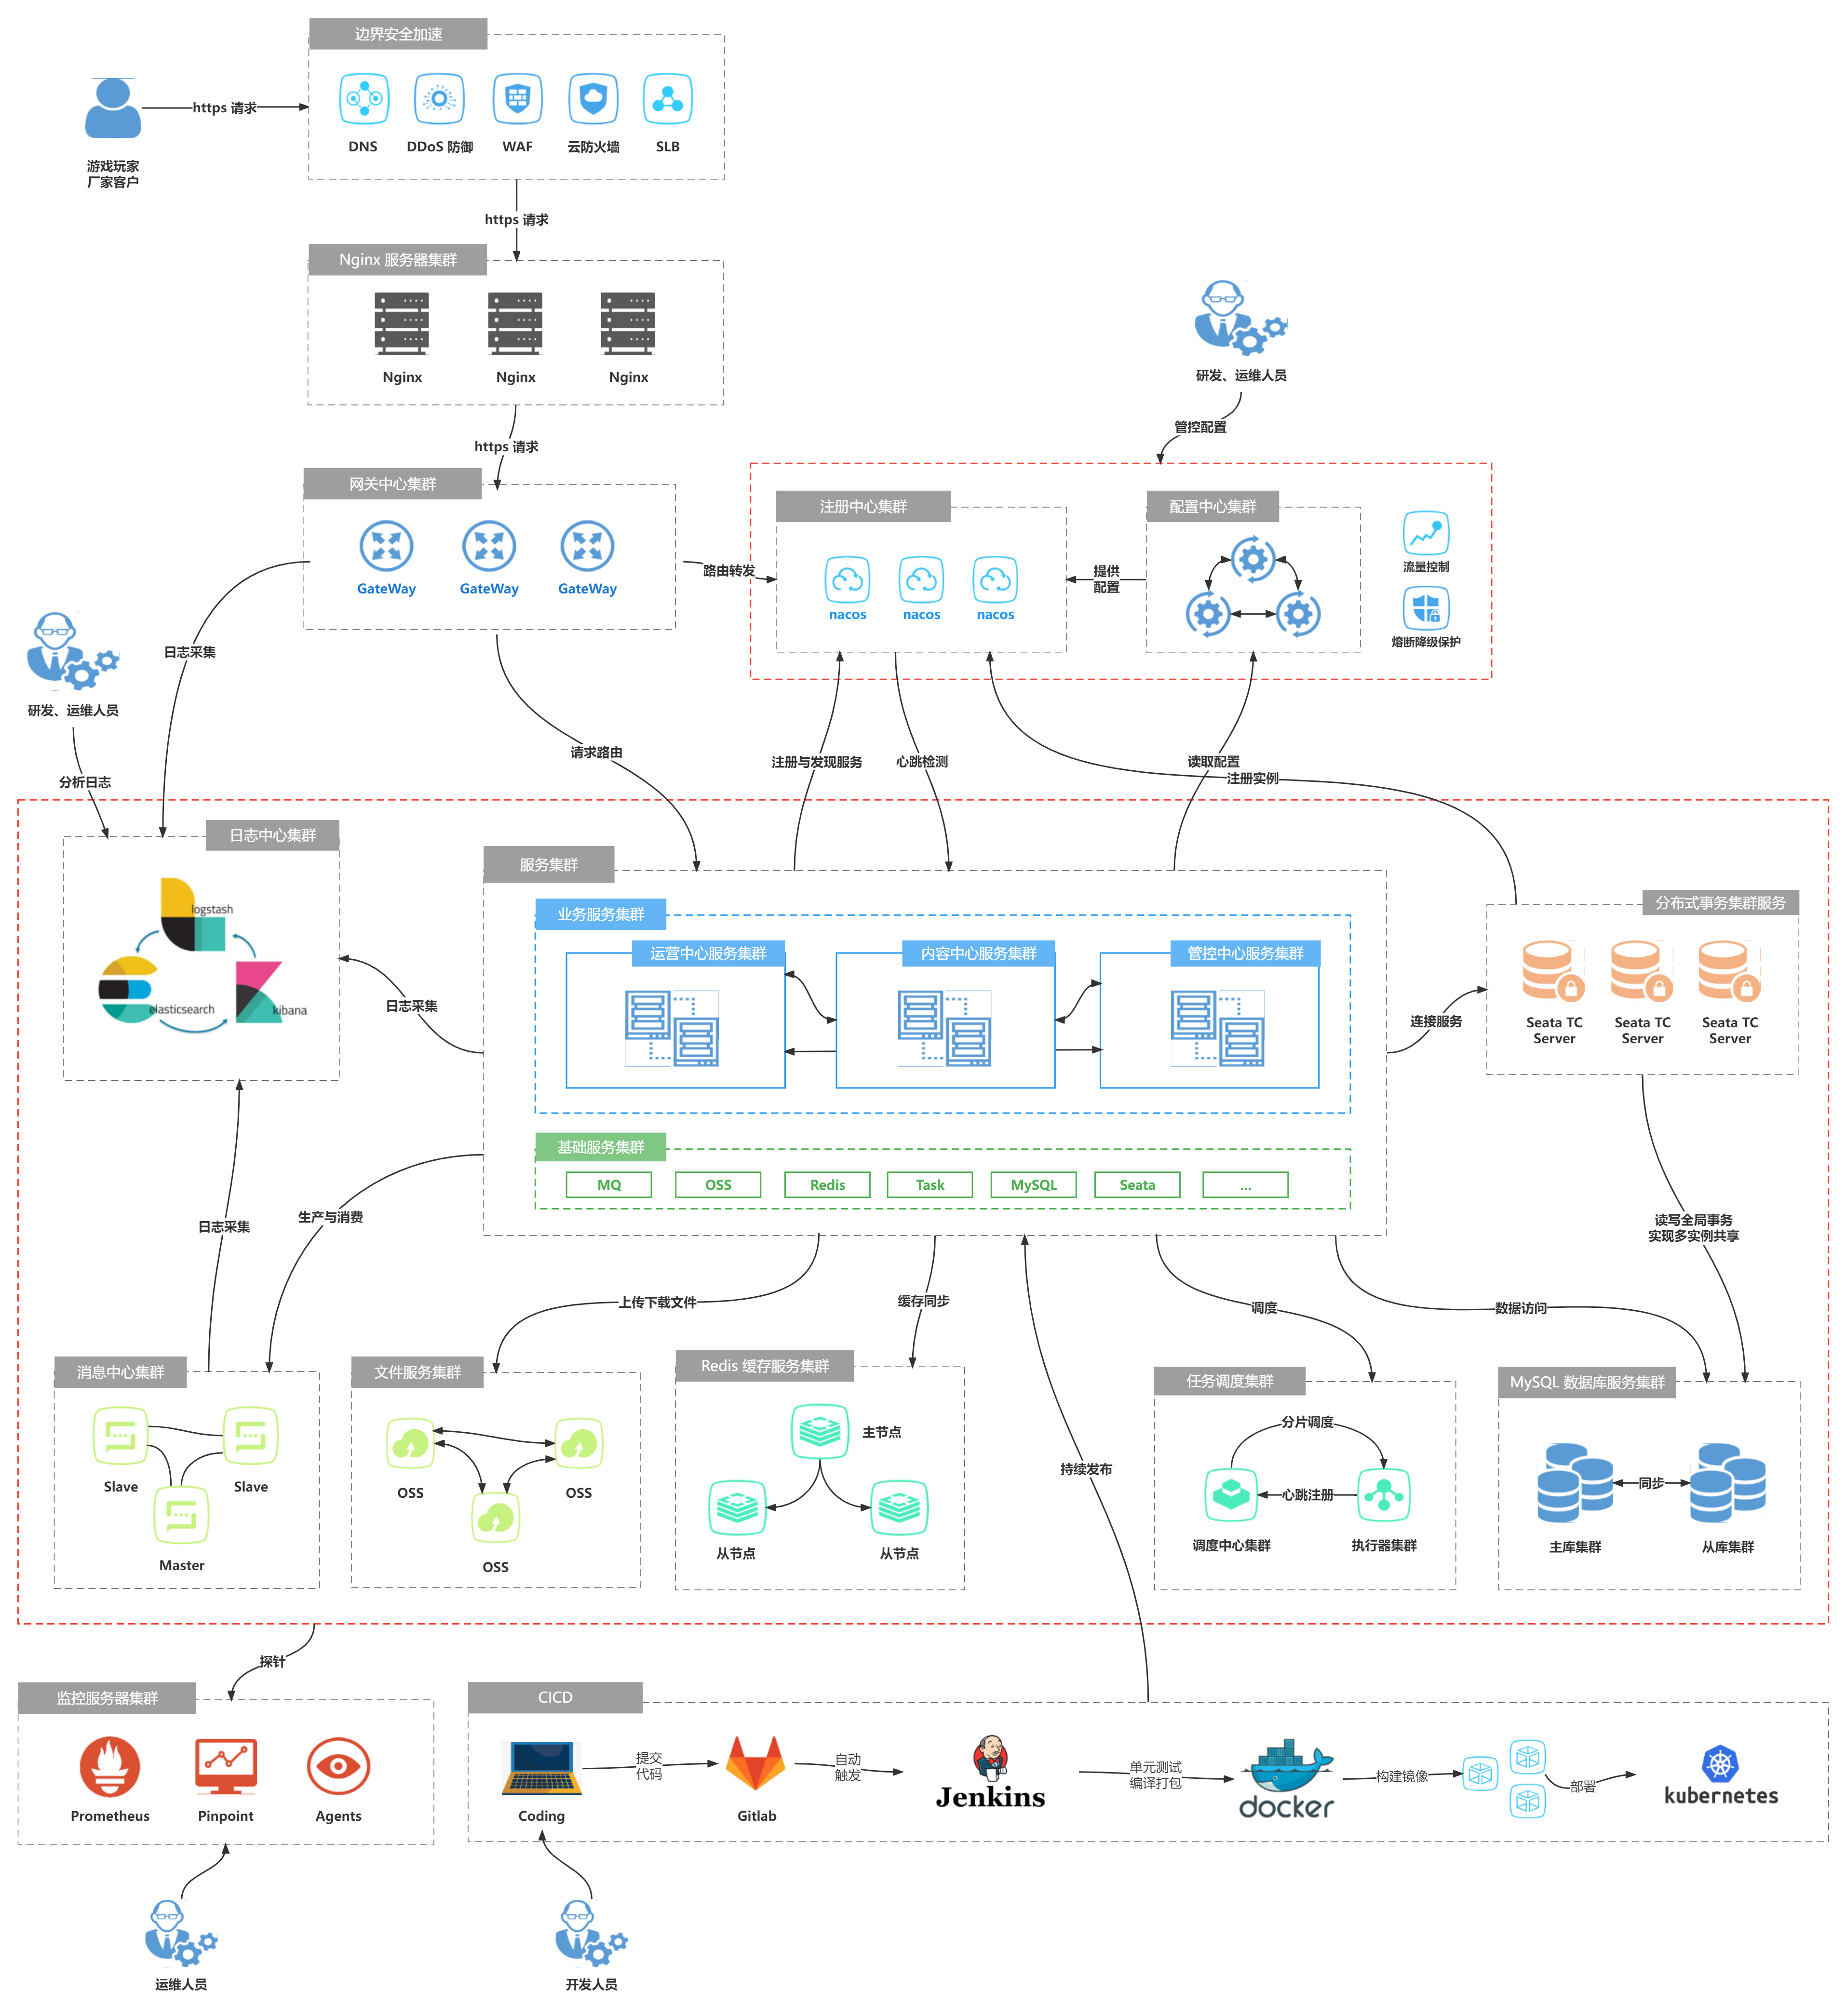 边界安全加速
DNS
DDoS 防御
WAF
云防火墙
SLB
https 请求
游戏玩家
厂家客户
https 请求
Nginx 服务器集群
Nginx
Nginx
Nginx
https 请求
研发、运维人员
管控配置
网关中心集群
GateWay
GateWay
GateWay
路由转发
注册中心集群
nacos
nacos
nacos
提供
配置
配置中心集群
流量控制
熔断降级保护
日志采集
研发、运维人员
分析日志
请求路由
注册与发现服务
心跳检测
读取配置
注册实例
日志中心集群
logstash
elasticsearch
kibana
日志采集
服务集群
业务服务集群
运营中心服务集群
内容中心服务集群
管控中心服务集群
基础服务集群
MQ
OSS
Redis
Task
MySQL
Seata
...
连接服务
分布式事务集群服务
Seata TC
Server
Seata TC
Server
Seata TC
Server
日志采集
生产与消费
读写全局事务
实现多实例共享
上传下载文件
缓存同步
调度
数据访问
消息中心集群
Slave
Slave
Master
文件服务集群
OSS
OSS
OSS
Redis 缓存服务集群
主节点
从节点
从节点
持续发布
任务调度集群
分片调度
心跳注册
调度中心集群
执行器集群
MySQL 数据库服务集群
同步
主库集群
从库集群
探针
监控服务器集群
Prometheus
Pinpoint
Agents
运维人员
CICD
Coding
提交
代码
Gitlab
自动
触发
Jenkins
单元测试
编译打包
docker
构建镜像
部署
kubernetes
开发人员